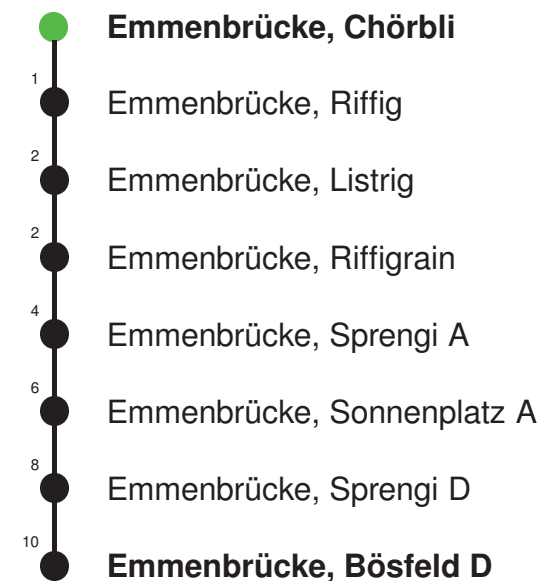 Emmenbrücke, Chörbli
1 Emmenbrücke, Riffig
2 Emmenbrücke, Listrig
2 Emmenbrücke, Riffigrain
4 Emmenbrücke, Sprengi A
6 Emmenbrücke, Sonnenplatz A
8 Emmenbrücke, Sprengi D
10 Emmenbrücke, Bösfeld D